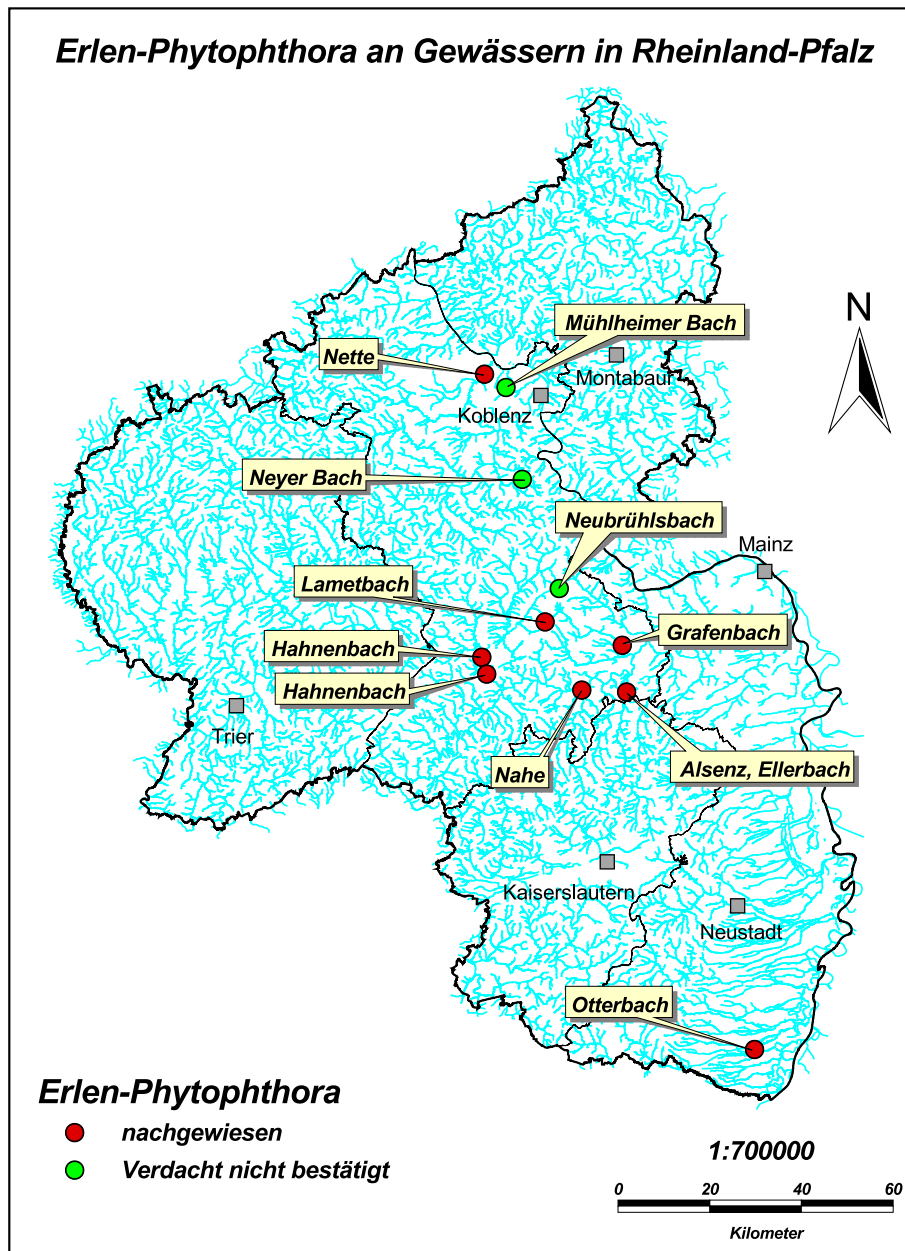 Erlen-Phytophthora an Gewässern in Rheinland-Pfalz
Mühlheimer Bach
N
Nette
Montabaur
Koblenz
Neyer Bach
Neubrühlsbach
Mainz
Lametbach
Grafenbach
Hahnenbach
Hahnenbach
Trier
Nahe
Alsenz, Ellerbach
Kaiserslautern
Neustadt
Otterbach
Erlen-Phytophthora
nachgewiesen
Verdacht nicht bestätigt
1:700000
0 20 40 60
Kilometer